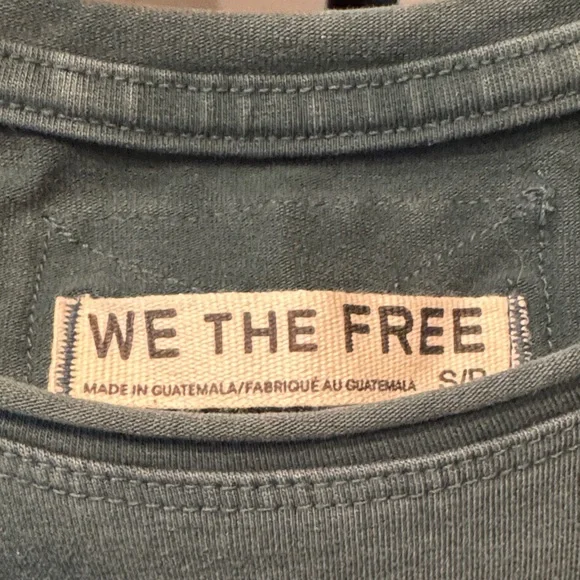 WE THE FREE
MADE IN GUATEMALA/FABRIQUÉ AU GUATEMALA S/P